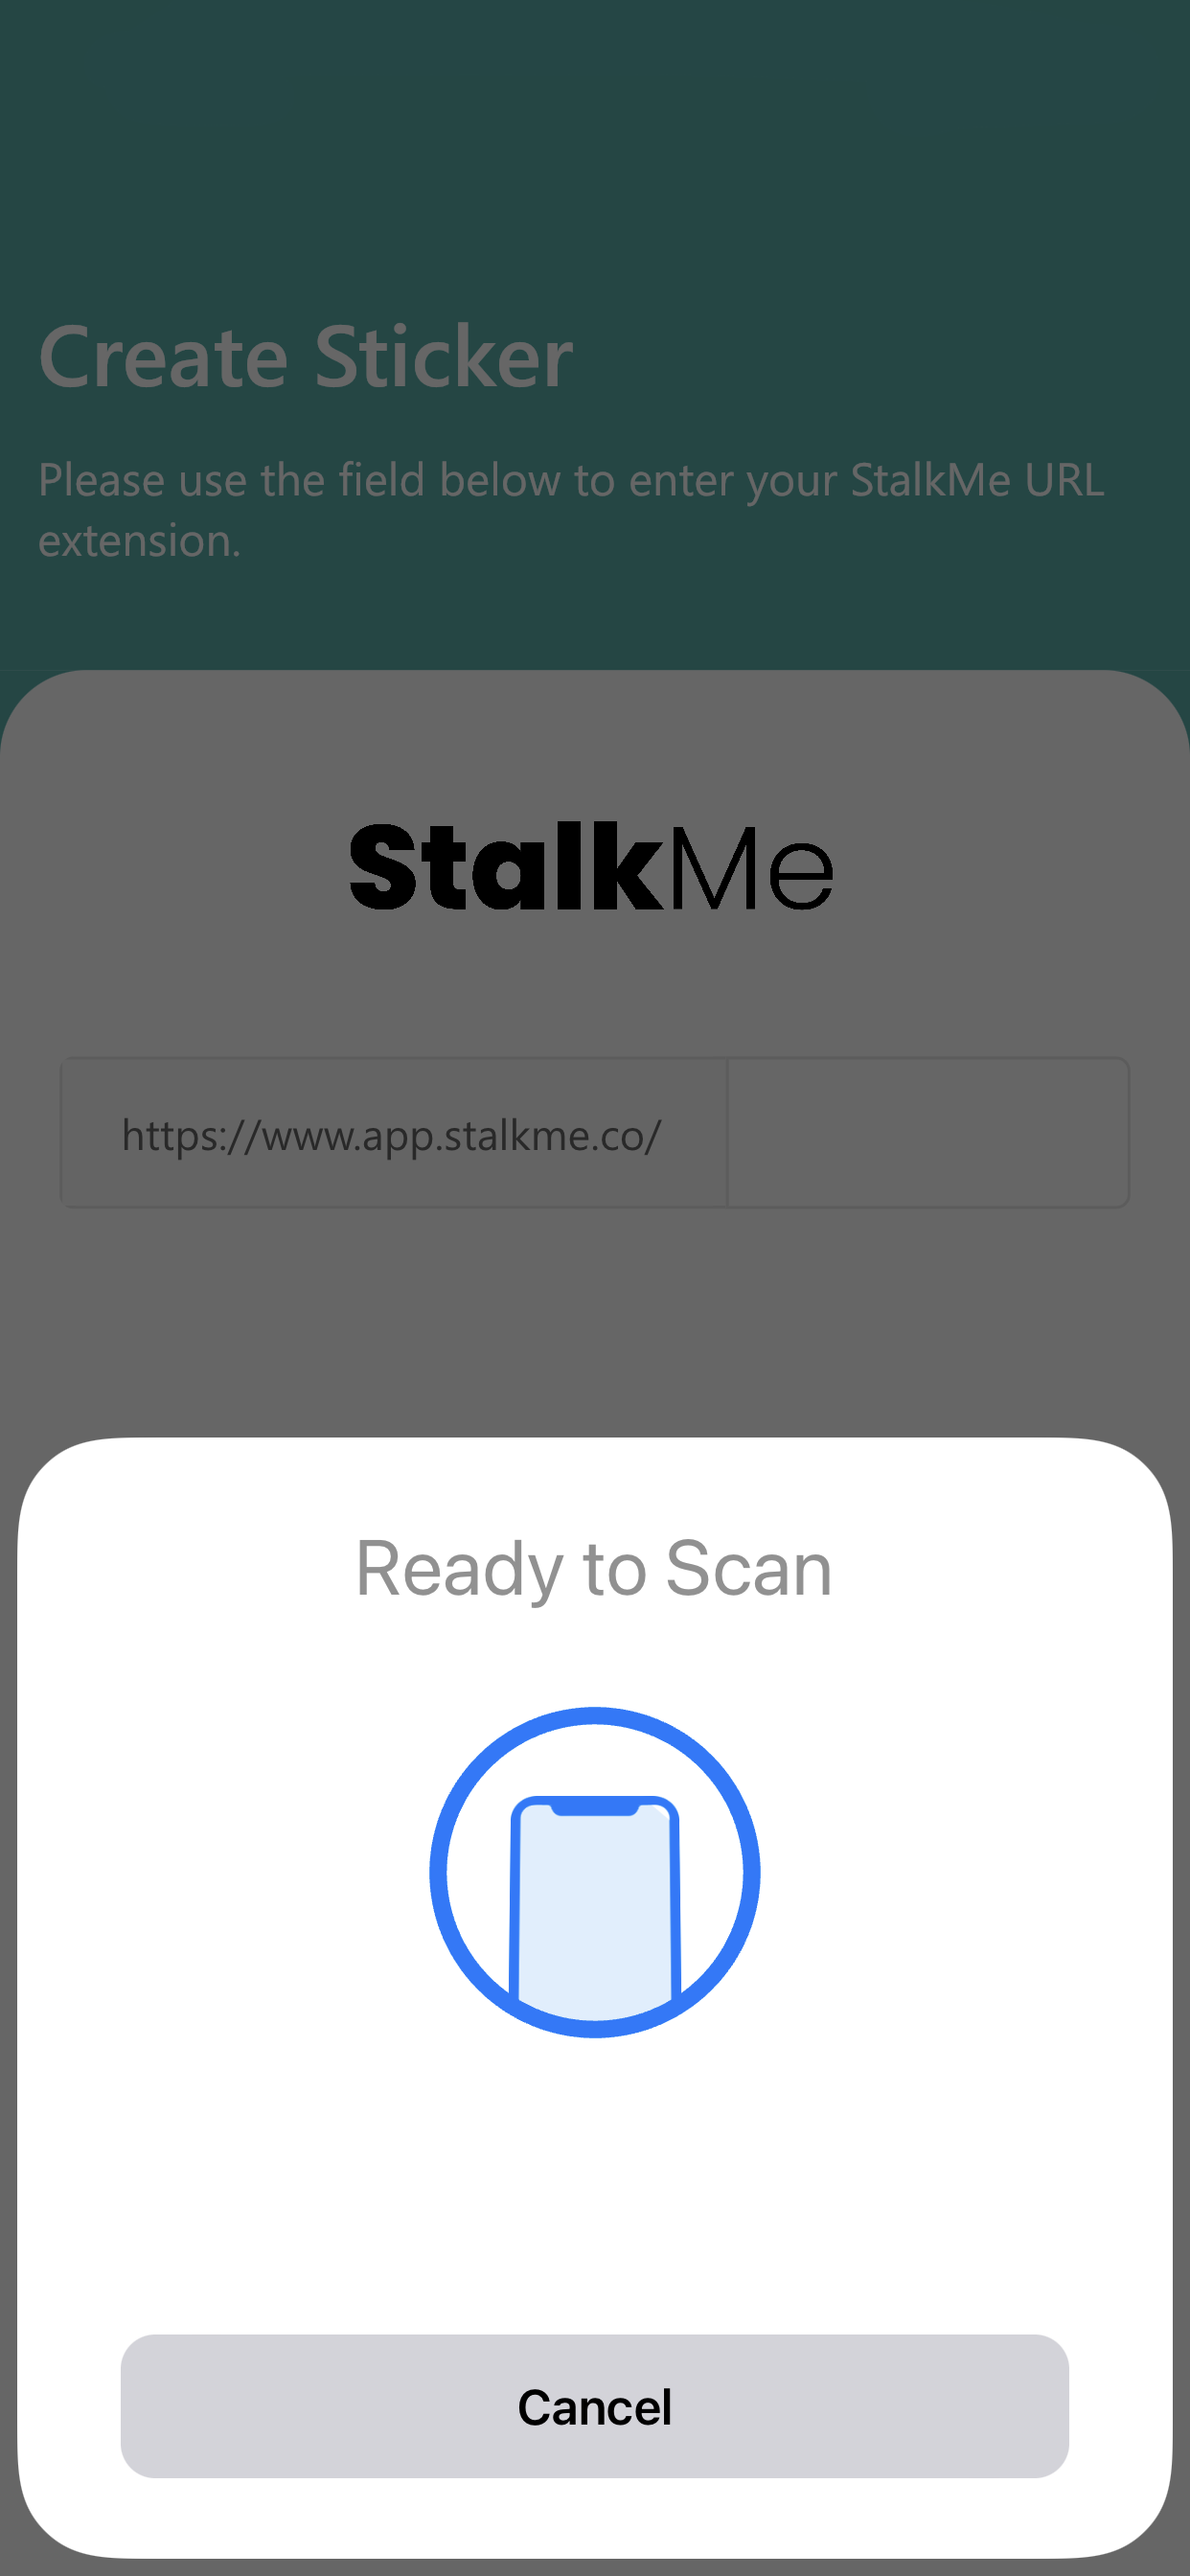 Create Sticker
Please use the field below to enter your StalkMe URL
extension.
StalkMe
https://www.app.stalkme.co/
Ready to Scan
Cancel